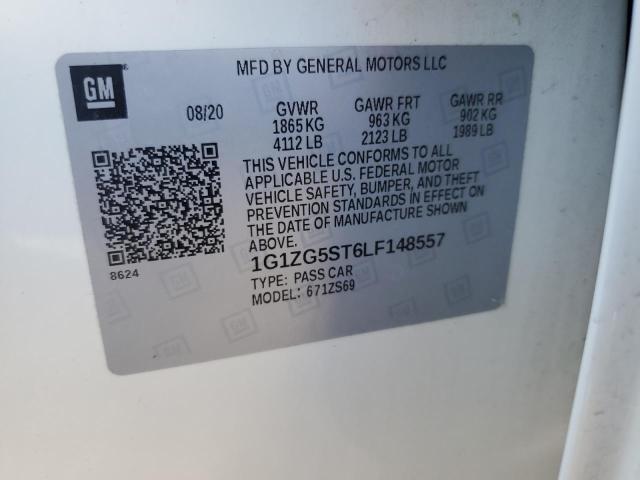 GM
MFD BY GENERAL MOTORS LLC
08/20 GVWR GAWR FRT GAWR RR
1865 KG 963 KG 902 KG
4112 LB 2123 LB 1989 LB
THIS VEHICLE CONFORMS TO ALL
APPLICABLE U.S. FEDERAL MOTOR
VEHICLE SAFETY, BUMPER, AND THEFT
PREVENTION STANDARDS IN EFFECT ON
THE DATE OF MANUFACTURE SHOWN
ABOVE.
8624
1G1ZG5ST6LF148557
TYPE: PASS CAR
MODEL: 671ZS69